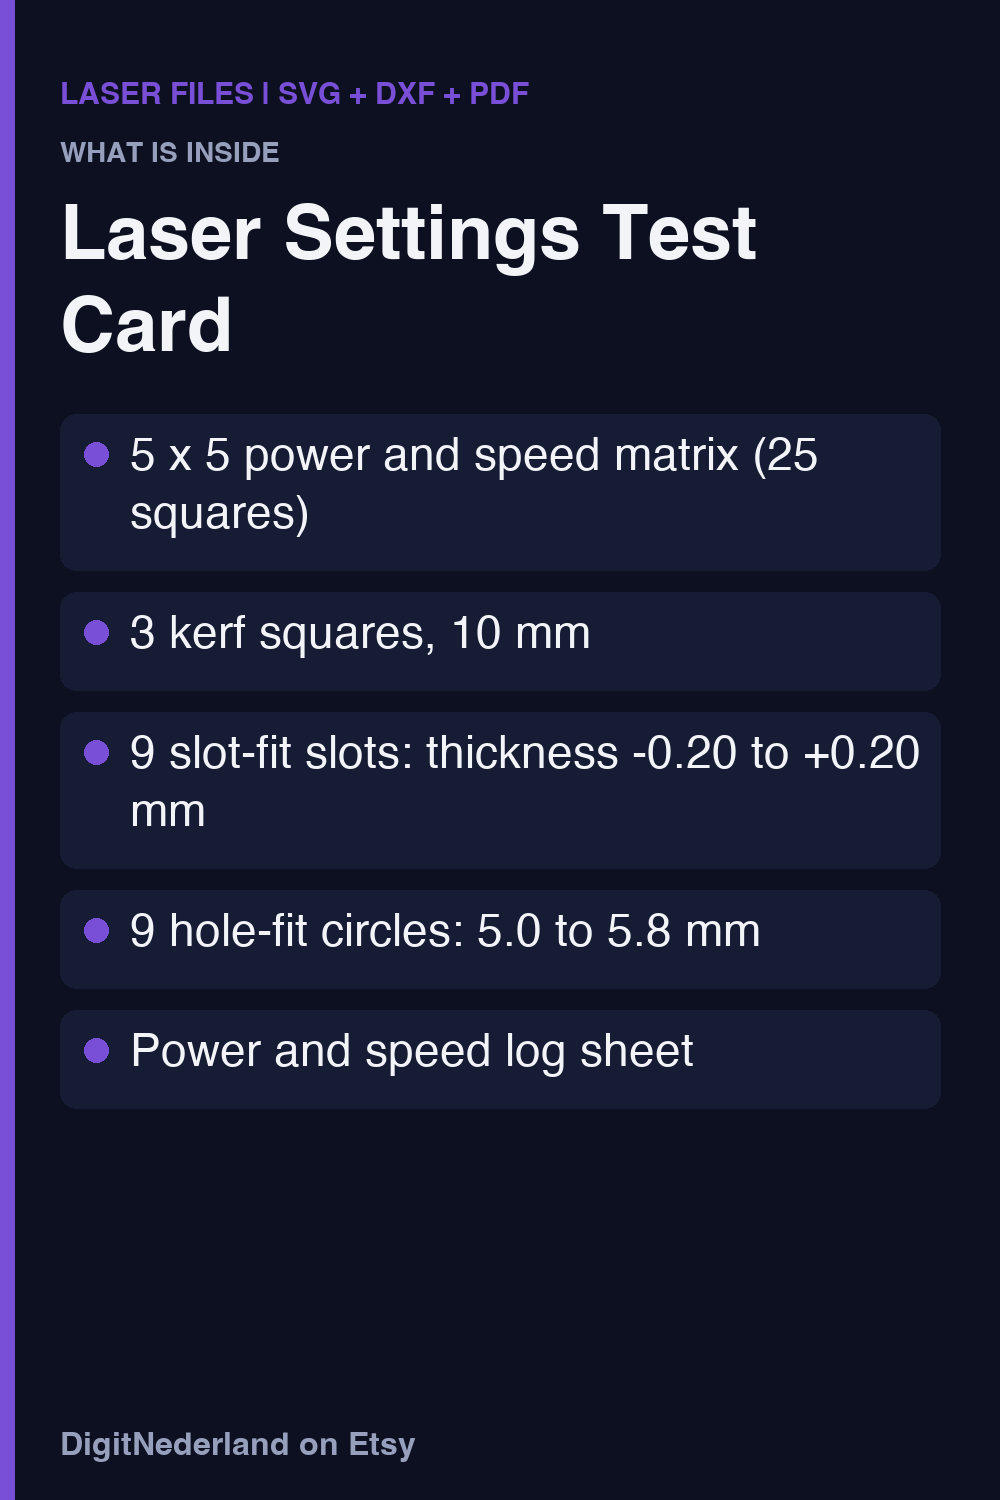 LASER FILES | SVG + DXF + PDF
WHAT IS INSIDE
Laser Settings Test
Card
5 x 5 power and speed matrix (25
squares)
3 kerf squares, 10 mm
9 slot-fit slots: thickness -0.20 to +0.20
mm
9 hole-fit circles: 5.0 to 5.8 mm
Power and speed log sheet
DigitNederland on Etsy